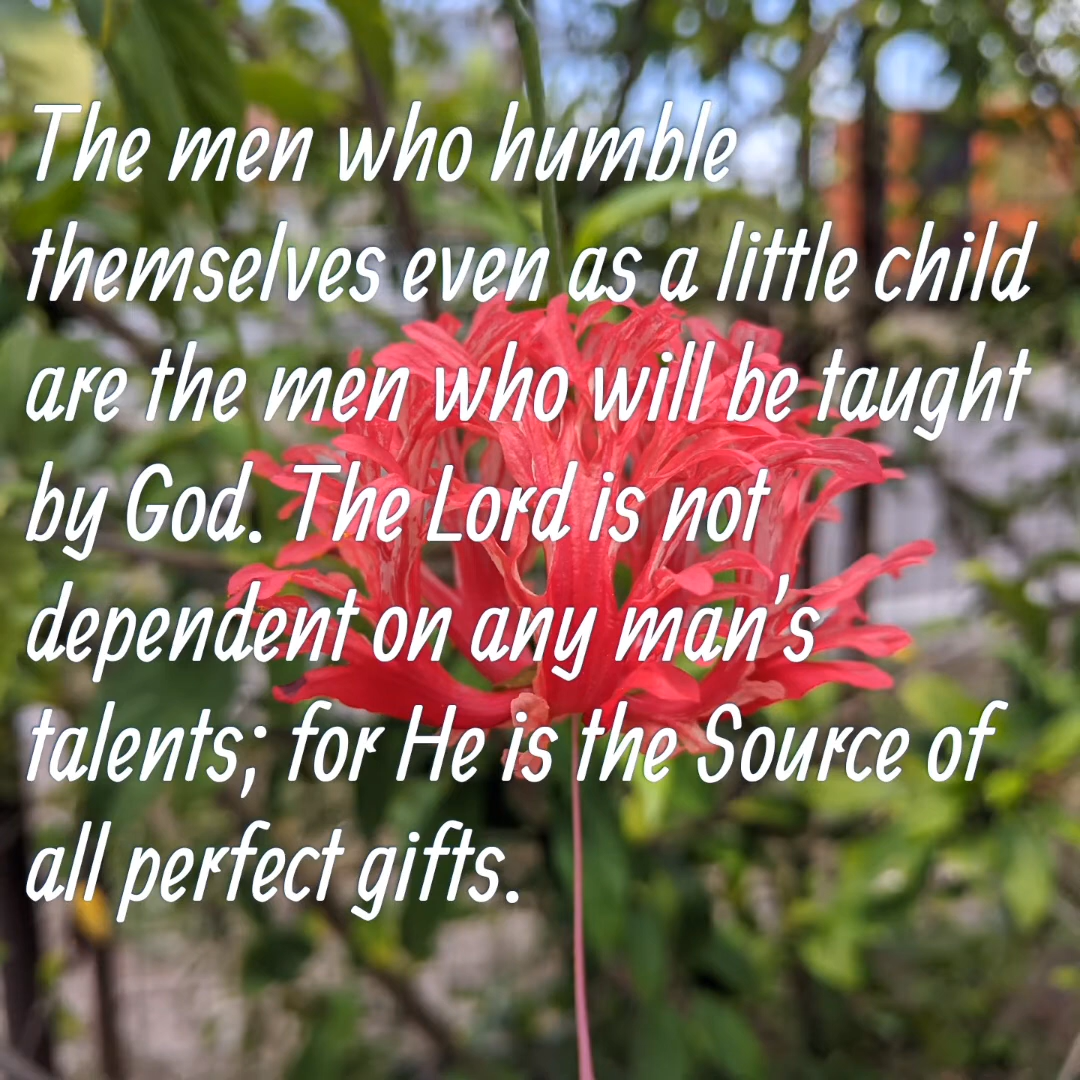 The men who humble
themselves even as a little child
are the men who will be taught
by God. The Lord is not
dependent on any man's
talents; for He is the Source of
all perfect gifts.